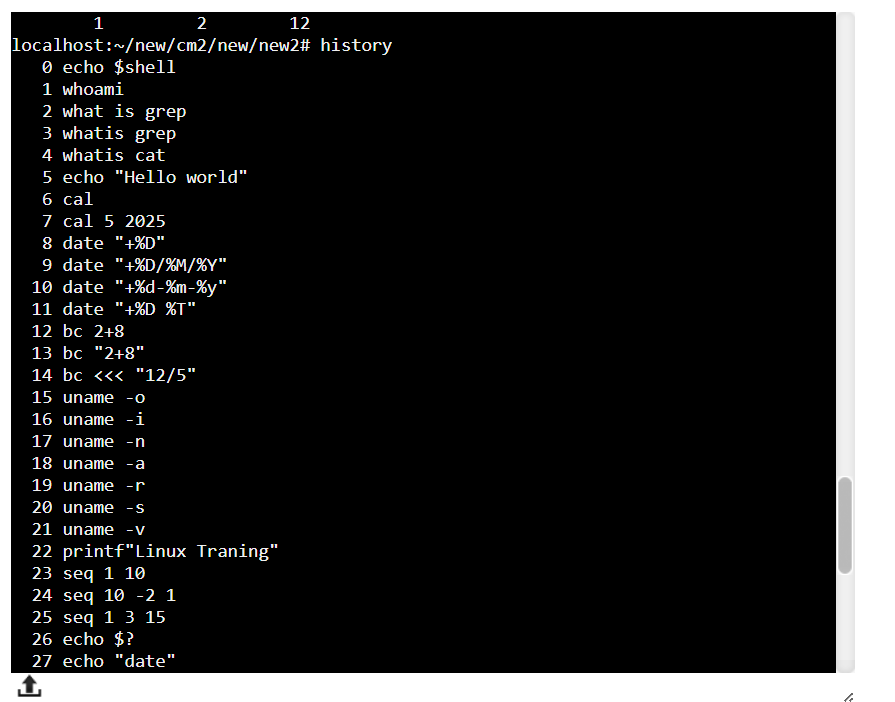 1 2 12
localhost:~/new/cm2/new/new2# history
0 echo $shell
1 whoami
2 what is grep
3 whatis grep
4 whatis cat
5 echo "Hello world"
6 cal
7 cal 5 2025
8 date "+%D"
9 date "+%D/%M/%Y"
10 date "+%d-%m-%y"
11 date "+%D %T"
12 bc 2+8
13 bc "2+8"
14 bc <<< "12/5"
15 uname -o
16 uname -i
17 uname -n
18 uname -a
19 uname -r
20 uname -s
21 uname -v
22 printf"Linux Traning"
23 seq 1 10
24 seq 10 -2 1
25 seq 1 3 15
26 echo $?
27 echo "date"